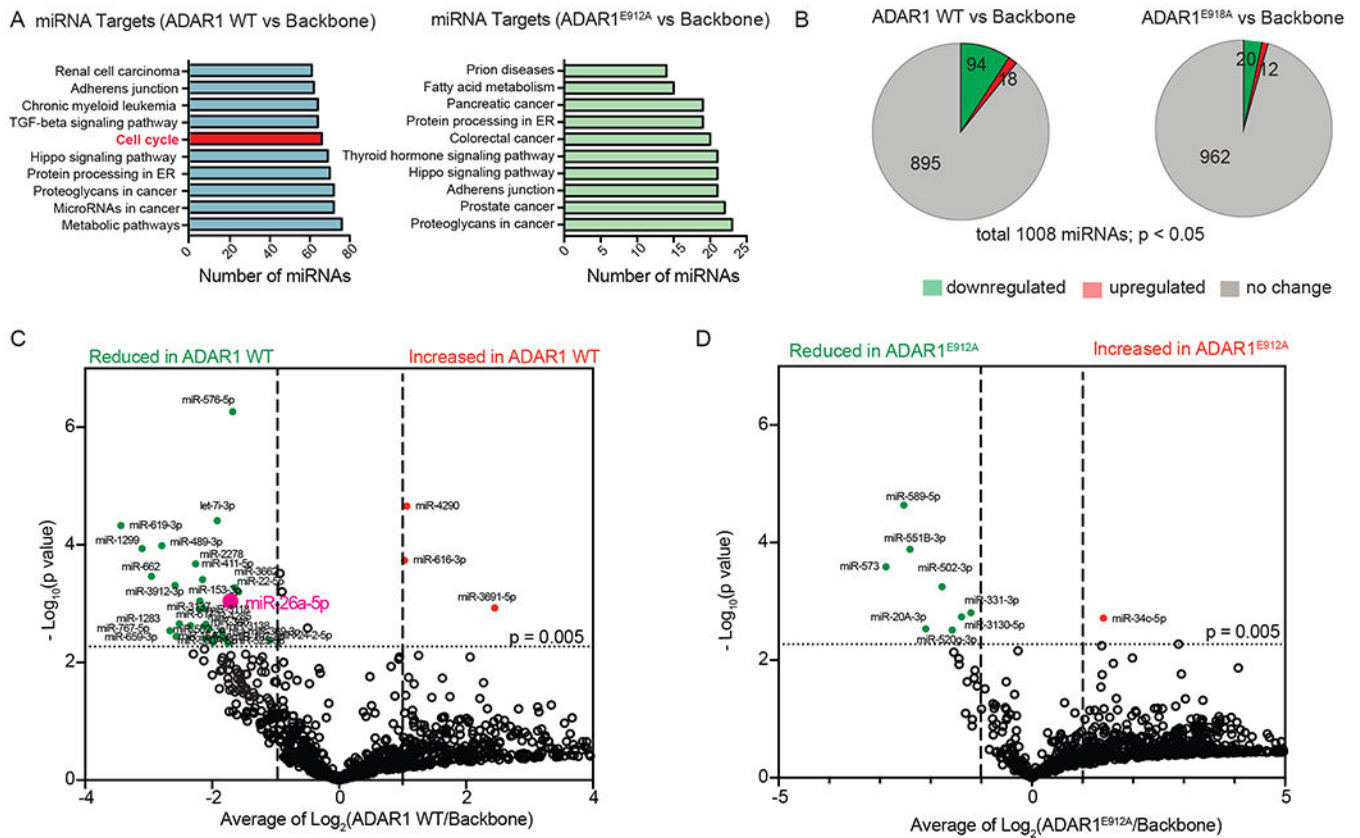 A
miRNA Targets (ADAR1 WT vs Backbone)
Renal cell carcinoma
Adherens junction
Chronic myeloid leukemia
TGF-beta signaling pathway
Cell cycle
Hippo signaling pathway
Protein processing in ER
Proteoglycans in cancer
MicroRNAs in cancer
Metabolic pathways
0
20
40
60
80
Number of miRNAs
miRNA Targets (ADAR1E912A vs Backbone)
Prion diseases
Fatty acid metabolism
Pancreatic cancer
Protein processing in ER
Colorectal cancer
Thyroid hormone signaling pathway
Hippo signaling pathway
Adherens junction
Prostate cancer
Proteoglycans in cancer
0
5
10
15
20
25
Number of miRNAs
B
ADAR1 WT vs Backbone
94
18
895
ADAR1E918A vs Backbone
20
12
962
total 1008 miRNAs; p < 0.05
downregulated
upregulated
no change
C
Reduced in ADAR1 WT
Increased in ADAR1 WT
- Log10(p value)
6
4
2
0
miR-576-5p
let-7i-3p
miR-619-3p
miR-1299
miR-489-3p
miR-2278
miR-662
miR-411-5p
miR-3662
miR-22-5p
miR-3912-3p
miR-153-3p
miR-26a-5p
miR-1283
miR-767-5p
miR-659-3p
miR-4290
miR-616-3p
miR-3691-5p
p = 0.005
-4
-2
0
2
4
Average of Log2(ADAR1 WT/Backbone)
D
Reduced in ADAR1E912A
Increased in ADAR1E912A
- Log10(p value)
6
4
2
0
miR-589-5p
miR-551B-3p
miR-573
miR-502-3p
miR-331-3p
miR-20A-3p
miR-3130-5p
miR-520g-3p
miR-34c-5p
p = 0.005
-5
0
5
Average of Log2(ADAR1E912A/Backbone)